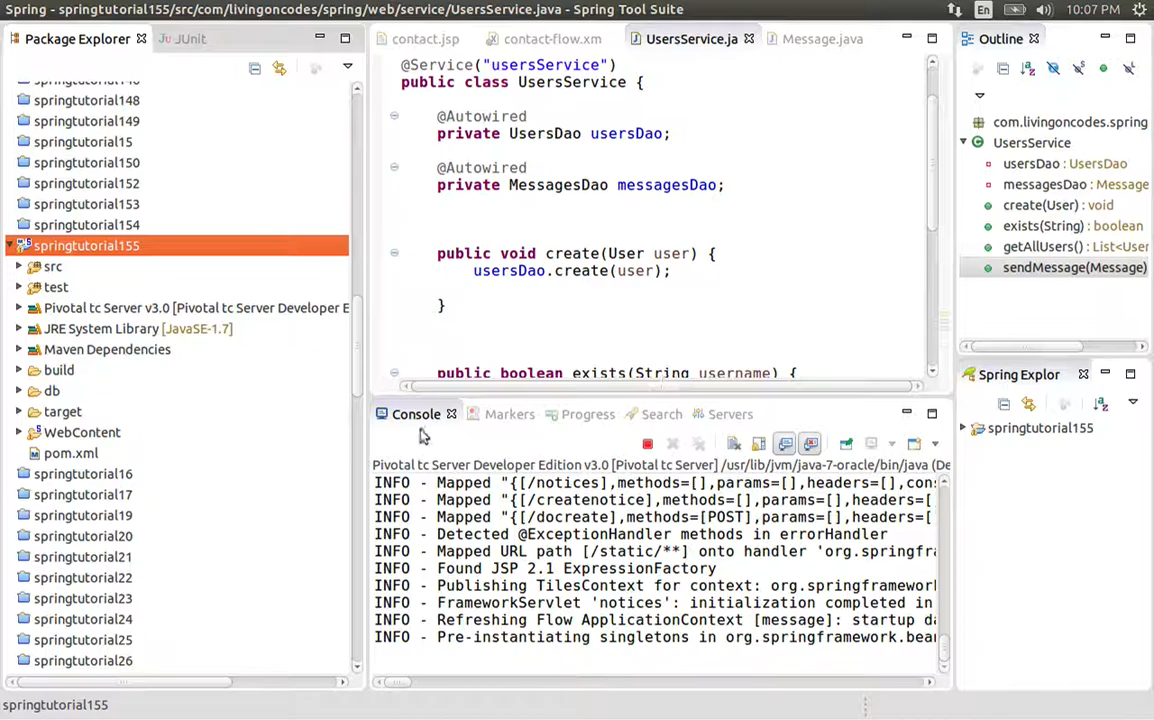 Spring - springtutorial155/src/com/livingoncodes/spring/web/service/UsersService.java - Spring Tool Suite
En
10:07 PM
Package Explorer
JUnit
springtutorial148
springtutorial149
springtutorial15
springtutorial150
springtutorial152
springtutorial153
springtutorial154
springtutorial155
src
test
Pivotal tc Server v3.0 [Pivotal tc Server Developer E
JRE System Library [JavaSE-1.7]
Maven Dependencies
build
db
target
WebContent
pom.xml
springtutorial16
springtutorial17
springtutorial19
springtutorial20
springtutorial21
springtutorial22
springtutorial23
springtutorial24
springtutorial25
springtutorial26
contact.jsp
contact-flow.xm
UsersService.ja
Message.java
@Service("usersService")
public class UsersService {
@Autowired
private UsersDao usersDao;
@Autowired
private MessagesDao messagesDao;
public void create(User user) {
usersDao.create(user);
}
public boolean exists(String username) {
Console
Markers
Progress
Search
Servers
Pivotal tc Server Developer Edition v3.0 [Pivotal tc Server] /usr/lib/jvm/java-7-oracle/bin/java (De
INFO - Mapped "{[/notices],methods=[],params=[],headers=[],con
INFO - Mapped "{[/createnotice],methods=[],params=[],headers=[
INFO - Mapped "{[/docreate],methods=[POST],params=[],headers=[
INFO - Detected @ExceptionHandler methods in errorHandler
INFO - Mapped URL path [/static/**] onto handler 'org.springfra
INFO - Found JSP 2.1 ExpressionFactory
INFO - Publishing TilesContext for context: org.springframework
INFO - FrameworkServlet 'notices': initialization completed in
INFO - Refreshing Flow ApplicationContext [message]: startup da
INFO - Pre-instantiating singletons in org.springframework.bea
Outline
com.livingoncodes.spring
UsersService
usersDao : UsersDao
messagesDao : Message
create(User) : void
exists(String) : boolean
getAllUsers() : List<User
sendMessage(Message)
Spring Explor
springtutorial155
springtutorial155